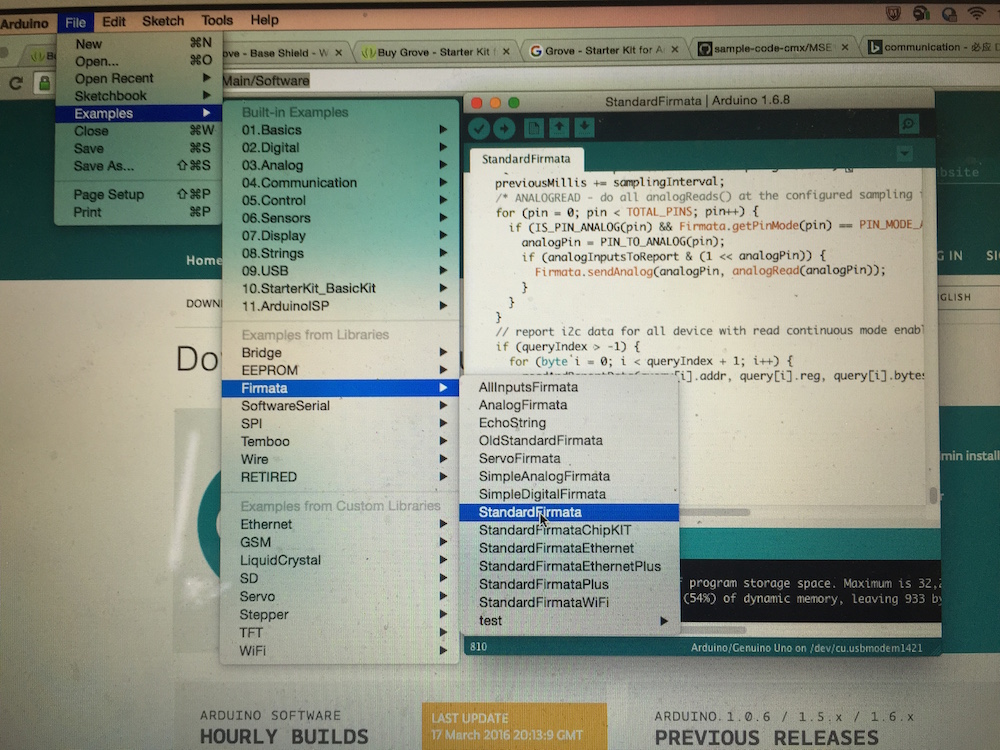 Arduino File Edit Sketch Tools Help
New ⌘N
Open... ⌘O
Open Recent
Sketchbook
Examples
Close ⌘W
Save ⌘S
Save As... ⇧⌘S
Page Setup ⇧⌘P
Print ⌘P
ove - Base Shield - W
Buy Grove - Starter Kit
Grove - Starter Kit for A
sample-code-cmx/MSE
communication - 必应
Main/Software
Built-in Examples
01.Basics
02.Digital
03.Analog
04.Communication
05.Control
06.Sensors
07.Display
08.Strings
09.USB
10.StarterKit_BasicKit
11.ArduinoISP
Examples from Libraries
Bridge
EEPROM
Firmata
SoftwareSerial
SPI
Temboo
Wire
RETIRED
Examples from Custom Libraries
Ethernet
GSM
LiquidCrystal
SD
Servo
Stepper
TFT
WiFi
AllInputsFirmata
AnalogFirmata
EchoString
OldStandardFirmata
ServoFirmata
SimpleAnalogFirmata
SimpleDigitalFirmata
StandardFirmata
StandardFirmataChipKIT
StandardFirmataEthernet
StandardFirmataEthernetPlus
StandardFirmataPlus
StandardFirmataWiFi
test
StandardFirmata | Arduino 1.6.8
StandardFirmata
previousMillis += samplingInterval;
/* ANALOGREAD - do all analogReads() at the configured sampling
for (pin = 0; pin < TOTAL_PINS; pin++) {
if (IS_PIN_ANALOG(pin) && Firmata.getPinMode(pin) == PIN_MODE_A
analogPin = PIN_TO_ANALOG(pin);
if (analogInputsToReport & (1 << analogPin)) {
Firmata.sendAnalog(analogPin, analogRead(analogPin));
}
}
}
// report i2c data for all device with read continuous mode enabl
if (queryIndex > -1) {
for (byte i = 0; i < queryIndex + 1; i++) {
[i].addr, query[i].reg, query[i].bytes
program storage space. Maximum is 32,2
(54%) of dynamic memory, leaving 933 by
810
Arduino/Genuino Uno on /dev/cu.usbmodem1421
Home
DOWN
Do
bsite
G IN
SI
GLISH
min install
ARDUINO SOFTWARE
HOURLY BUILDS
LAST UPDATE
17 March 2016 20:13:9 GMT
ARDUINO 1.0.6 / 1.5.x / 1.6.x
PREVIOUS RELEASES